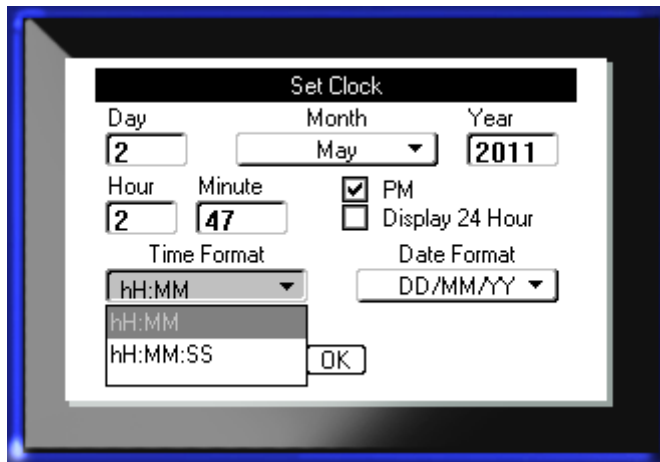 Set Clock
Day Month Year
2 May 2011
Hour Minute PM
2 47 Display 24 Hour
Time Format Date Format
hH:MM DD/MM/YY
hH:MM
hH:MM:SS
OK